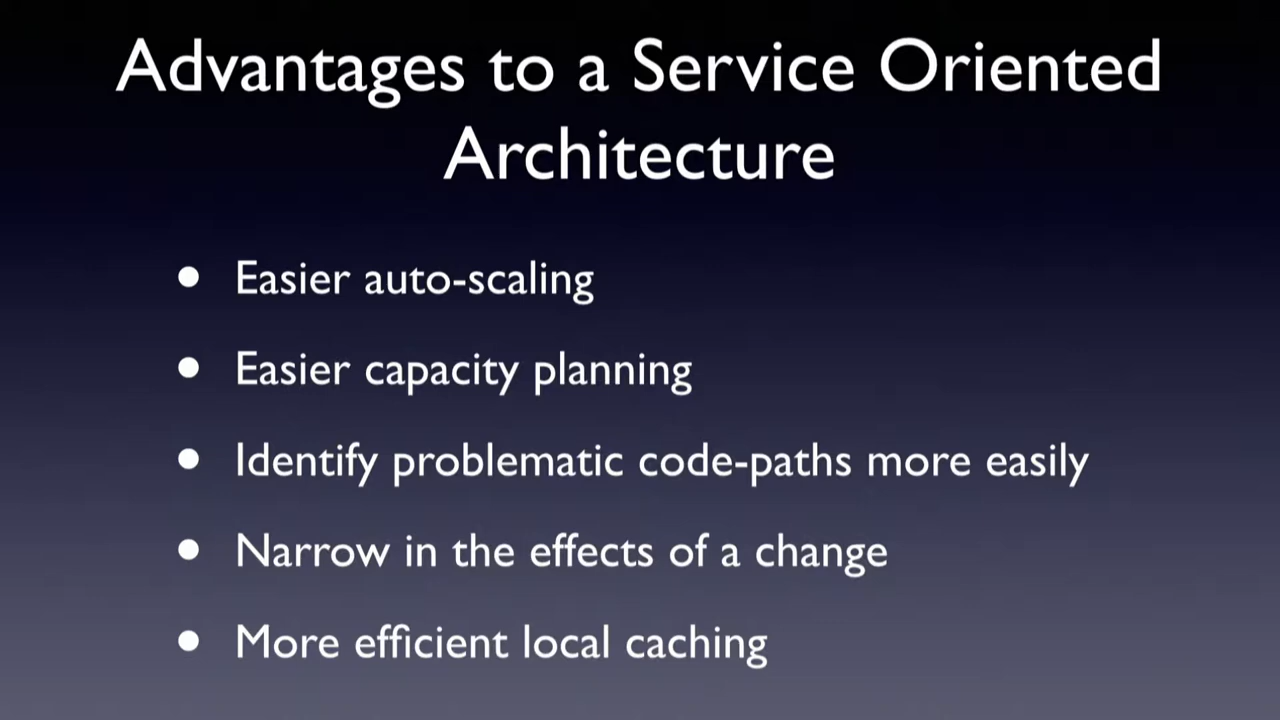 Advantages to a Service Oriented
Architecture
• Easier auto-scaling
• Easier capacity planning
• Identify problematic code-paths more easily
• Narrow in the effects of a change
• More efficient local caching